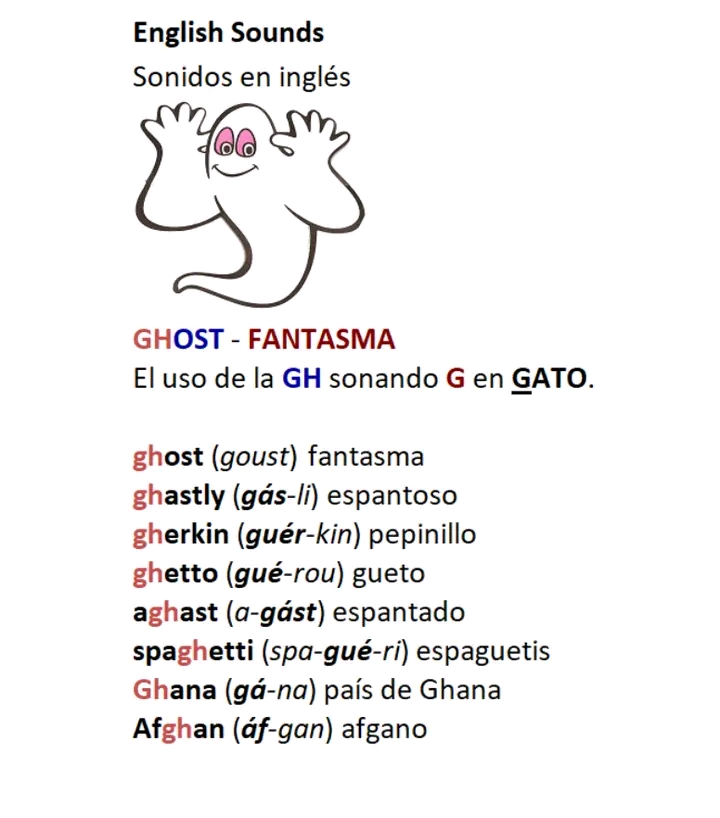 English Sounds
Sonidos en inglés
GHOST - FANTASMA
El uso de la GH sonando G en GATO.
ghost (goust) fantasma
ghastly (gás-li) espantoso
gherkin (guér-kin) pepinillo
ghetto (gué-rou) gueto
aghast (a-gást) espantado
spaghetti (spa-gué-ri) espaguetis
Ghana (gá-na) país de Ghana
Afghan (áf-gan) afgano